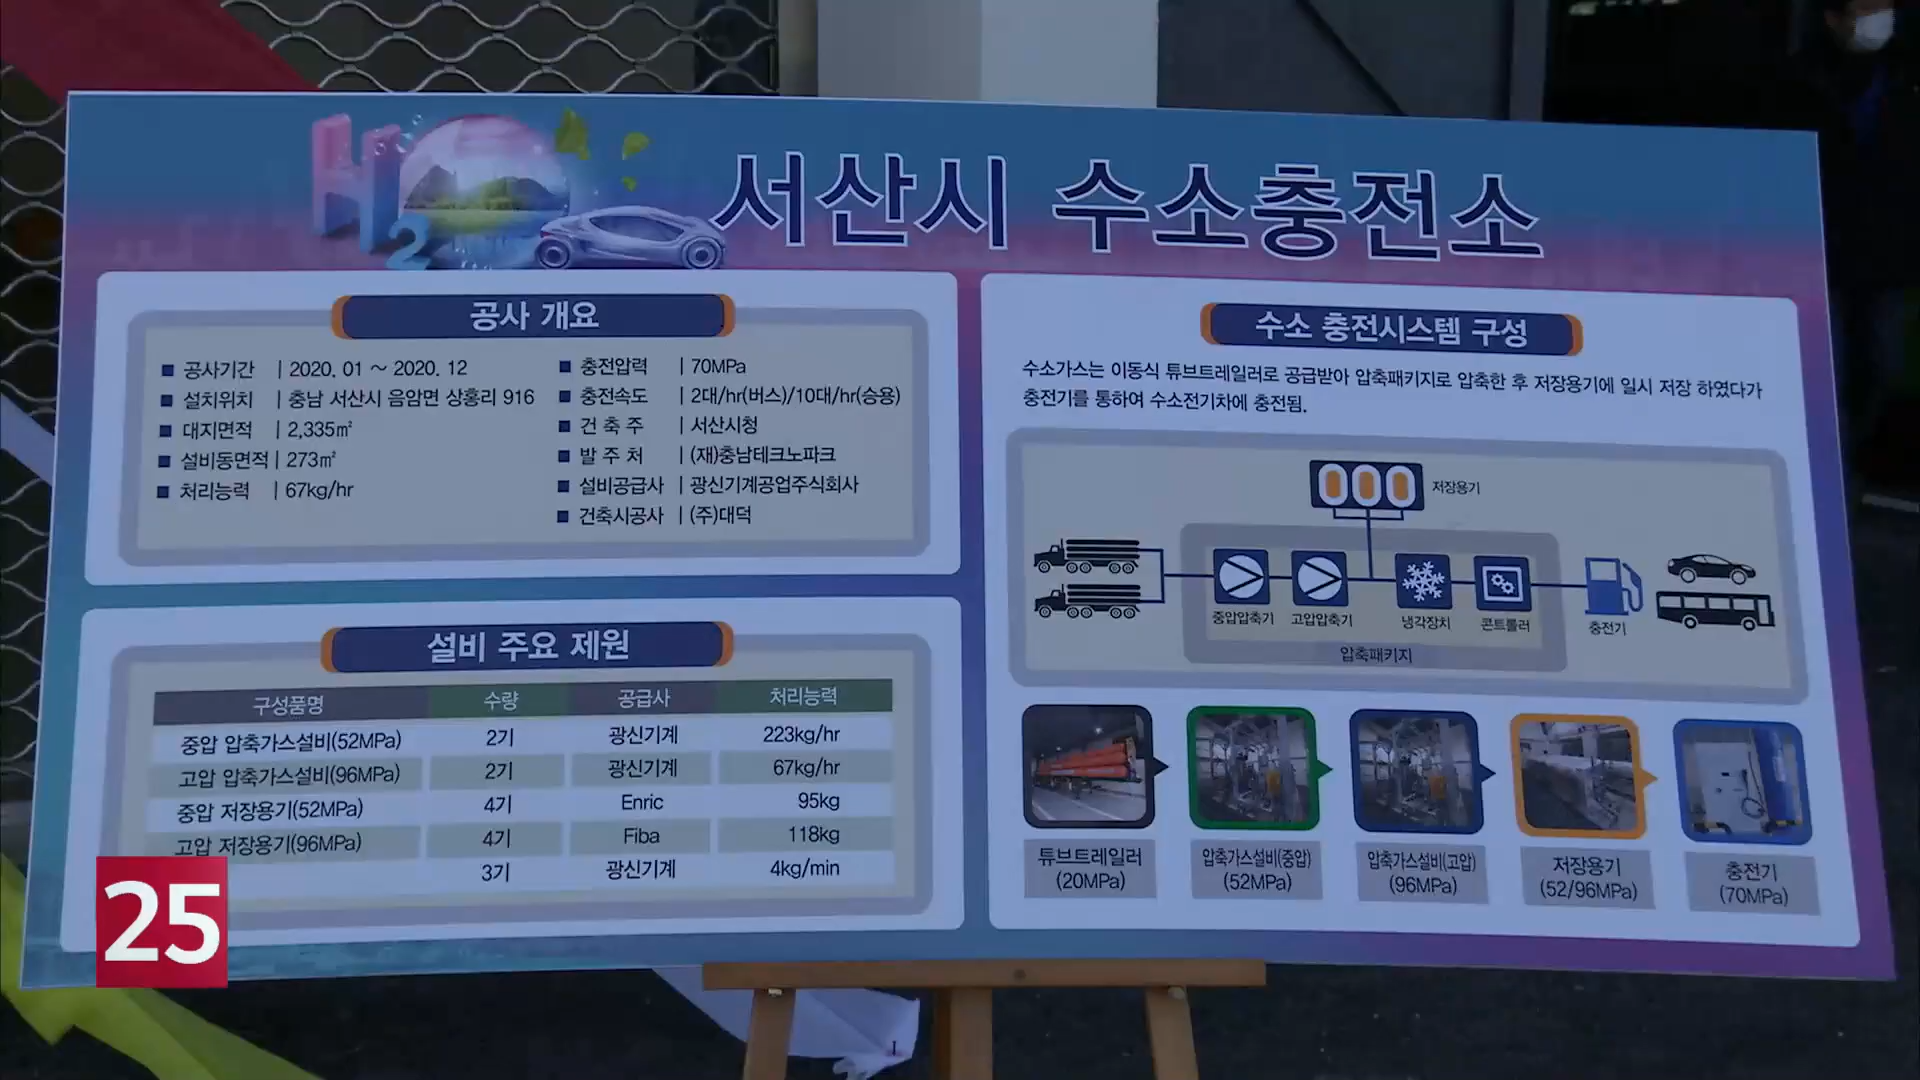 H2
서산시 수소충전소
공사 개요
■ 공사기간 | 2020. 01 ~ 2020. 12
■ 설치위치 | 충남 서산시 음암면 상홍리 916
■ 대지면적 | 2,335㎡
■ 설비동면적 | 273㎡
■ 처리능력 | 67kg/hr
■ 충전압력 | 70MPa
■ 충전속도 | 2대/hr(버스)/10대/hr(승용)
■ 건 축 주 | 서산시청
■ 발 주 처 | (재)충남테크노파크
■ 설비공급사 | 광신기계공업주식회사
■ 건축시공사 | (주)대덕
설비 주요 제원
구성품명 수량 공급사 처리능력
중압 압축가스설비(52MPa) 2기 광신기계 223kg/hr
고압 압축가스설비(96MPa) 2기 광신기계 67kg/hr
중압 저장용기(52MPa) 4기 Enric 95kg
고압 저장용기(96MPa) 4기 Fiba 118kg
3기 광신기계 4kg/min
수소 충전시스템 구성
수소가스는 이동식 튜브트레일러로 공급받아 압축패키지로 압축한 후 저장용기에 일시 저장 하였다가
충전기를 통하여 수소전기차에 충전됨.
저장용기
중압압축기 고압압축기 냉각장치 콘트롤러 충전기
압축패키지
튜브트레일러
(20MPa)
압축가스설비(중압)
(52MPa)
압축가스설비(고압)
(96MPa)
저장용기
(52/96MPa)
충전기
(70MPa)
25